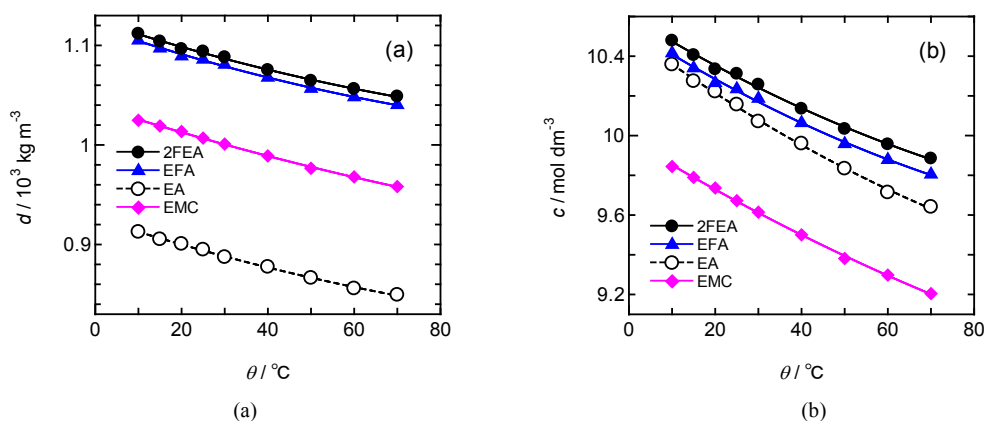 (a)
d / 10³ kg m⁻³
1.1
1
0.9
2FEA
EFA
EA
EMC
0 20 40 60 80
θ / °C
(a)
(b)
c / mol dm⁻³
10.4
10
9.6
9.2
2FEA
EFA
EA
EMC
0 20 40 60 80
θ / °C
(b)